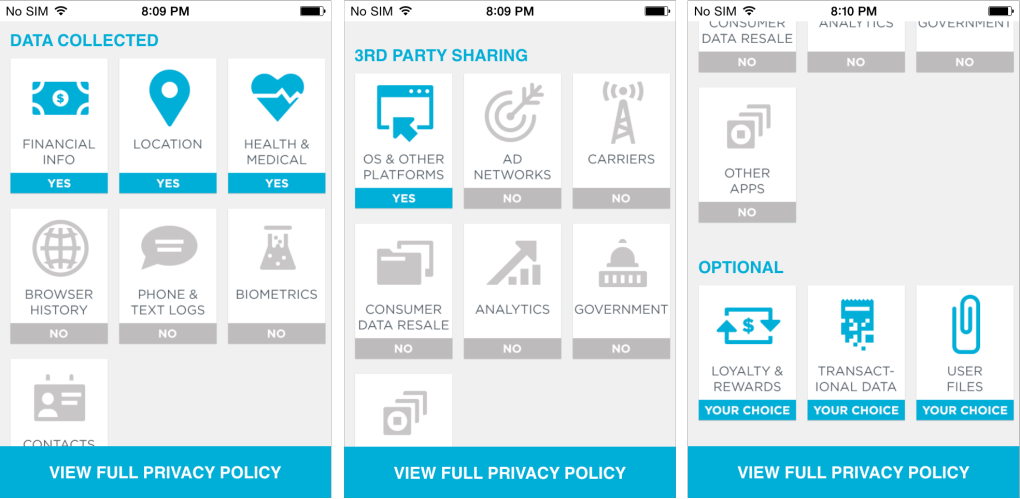 No SIM
8:09 PM
DATA COLLECTED
FINANCIAL
INFO
YES
LOCATION
YES
HEALTH &
MEDICAL
YES
BROWSER
HISTORY
NO
PHONE &
TEXT LOGS
NO
BIOMETRICS
NO
CONTACTS
VIEW FULL PRIVACY POLICY
No SIM
8:09 PM
3RD PARTY SHARING
OS & OTHER
PLATFORMS
YES
AD
NETWORKS
NO
CARRIERS
NO
CONSUMER
DATA RESALE
NO
ANALYTICS
NO
GOVERNMENT
NO
VIEW FULL PRIVACY POLICY
No SIM
8:10 PM
CONSUMER
DATA RESALE
NO
ANALYTICS
NO
GOVERNMENT
NO
OTHER
APPS
NO
OPTIONAL
$
LOYALTY &
REWARDS
YOUR CHOICE
TRANSACT-
IONAL DATA
YOUR CHOICE
USER
FILES
YOUR CHOICE
VIEW FULL PRIVACY POLICY